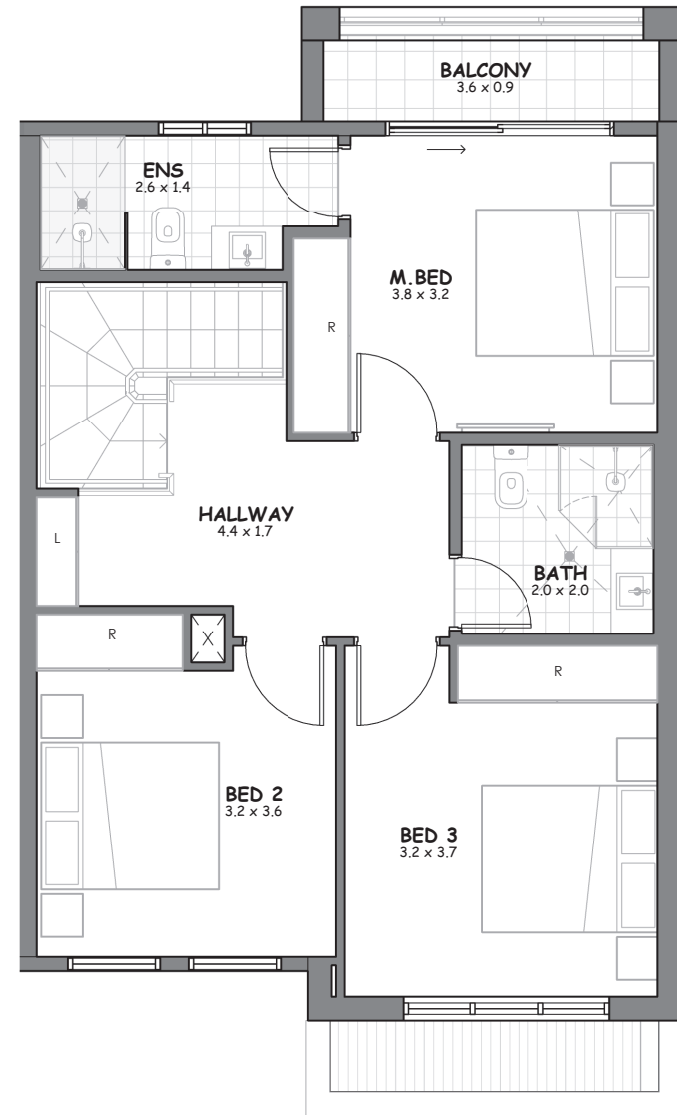 BALCONY
3.6 x 0.9
ENS
2.6 x 1.4
M.BED
3.8 x 3.2
R
HALLWAY
4.4 x 1.7
L
BATH
2.0 x 2.0
R
X
R
BED 2
3.2 x 3.6
BED 3
3.2 x 3.7